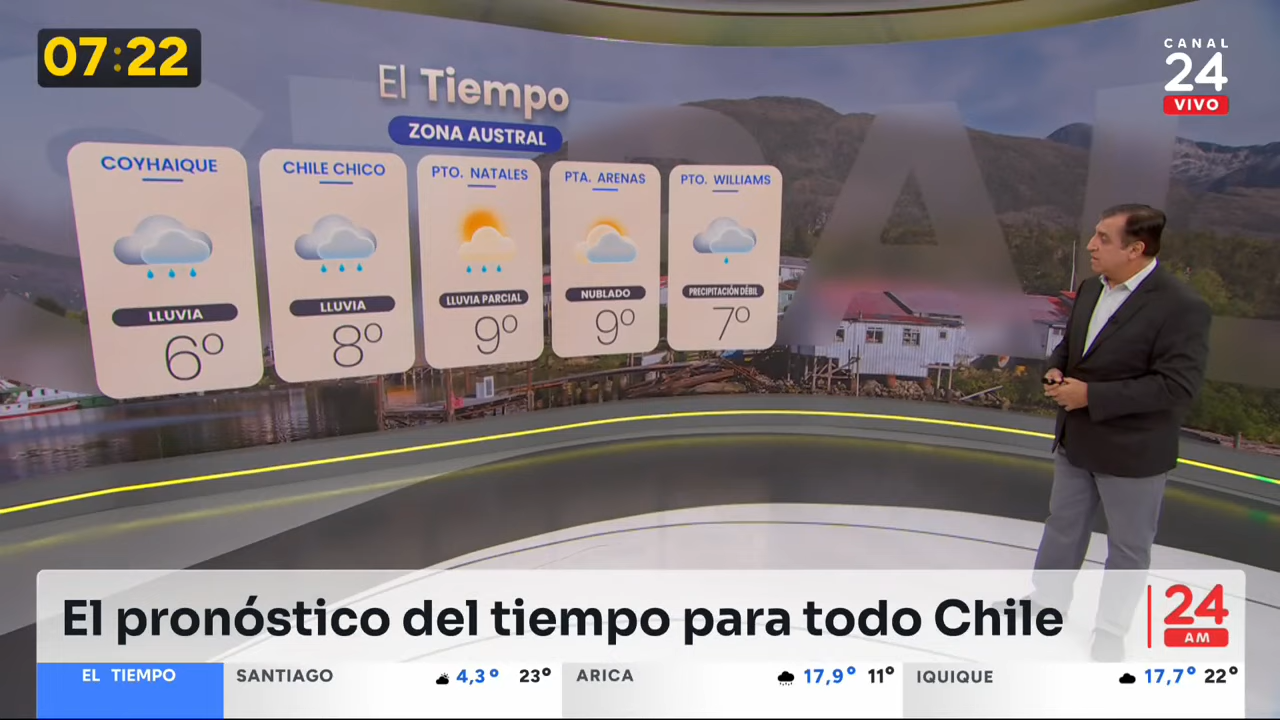 07:22
CANAL
24
VIVO
El Tiempo
ZONA AUSTRAL
COYHAIQUE
LLUVIA
6°
CHILE CHICO
LLUVIA
8°
PTO. NATALES
LLUVIA PARCIAL
9°
PTA. ARENAS
NUBLADO
9°
PTO. WILLIAMS
PRECIPITACIÓN DÉBIL
7°
El pronóstico del tiempo para todo Chile
24
AM
EL TIEMPO
SANTIAGO 4,3° 23°
ARICA 17,9° 11°
IQUIQUE 17,7° 22°